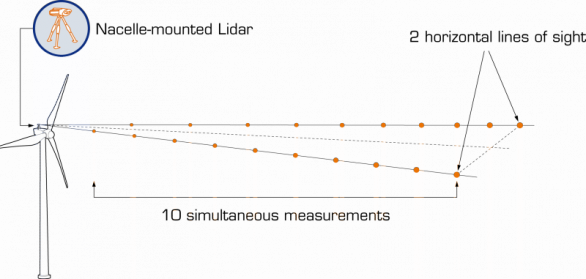 Nacelle-mounted Lidar
2 horizontal lines of sight
10 simultaneous measurements